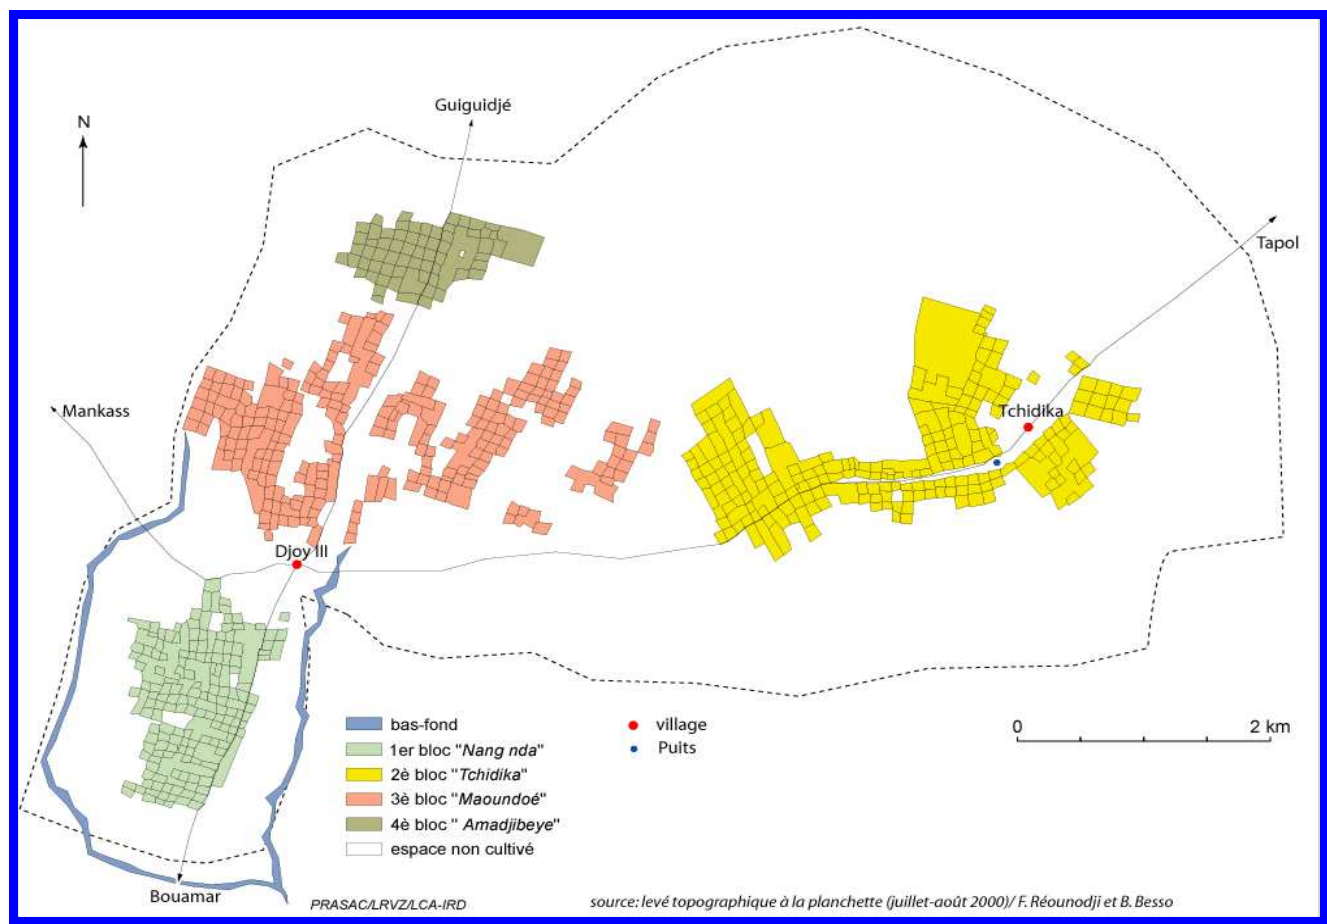 Guiguidjé
N
Tapol
Mankass
Tchidika
Djoy III
bas-fond
1er bloc "Nang nda"
2è bloc "Tchidika"
3è bloc "Maoundoé"
4è bloc " Amadjibeye"
espace non cultivé
village
Puits
0 2 km
Bouamar
PRASAC/LRVZ/LCA-IRD
source: levé topographique à la planchette (juillet-août 2000)/ F. Réounodji et B. Besso